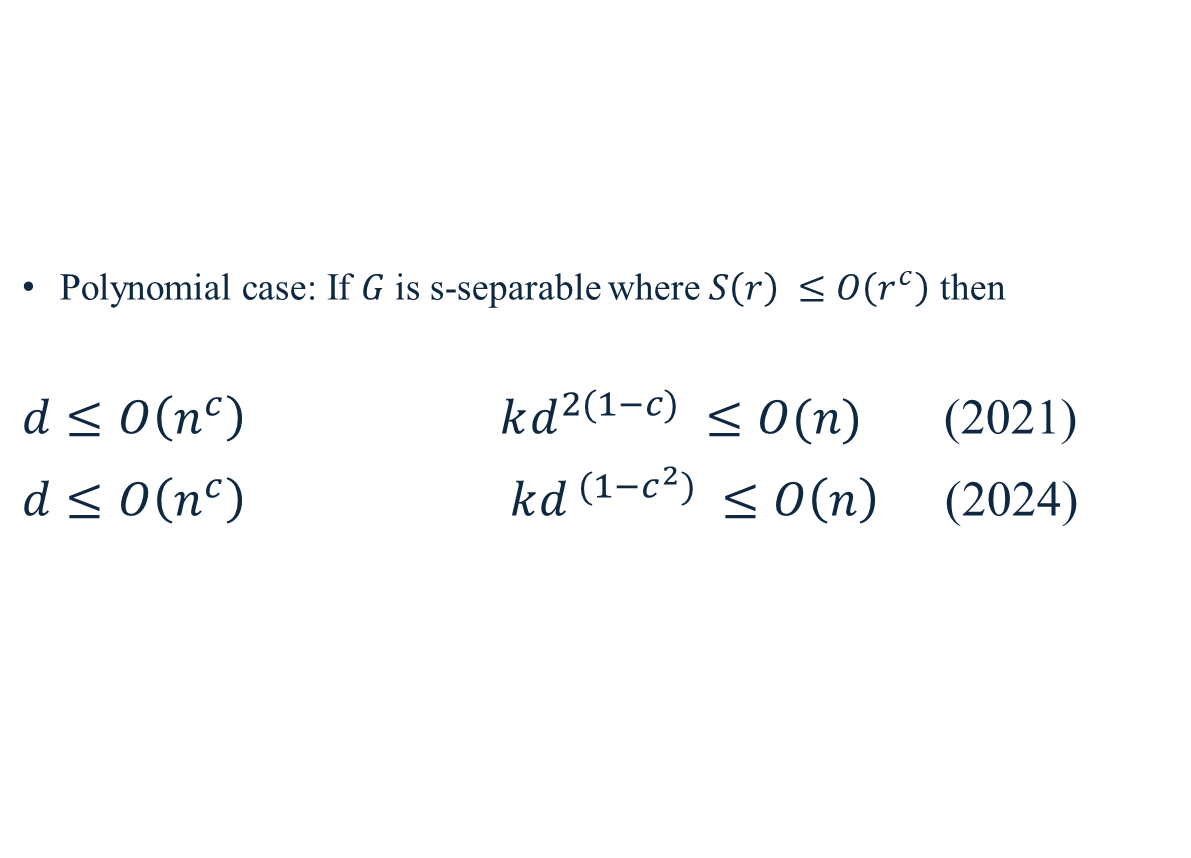 • Polynomial case: If G is s-separable where S(r) ≤ O(r^c) then
d ≤ O(n^c) kd^{2(1−c)} ≤ O(n) (2021)
d ≤ O(n^c) kd^{(1−c^2)} ≤ O(n) (2024)